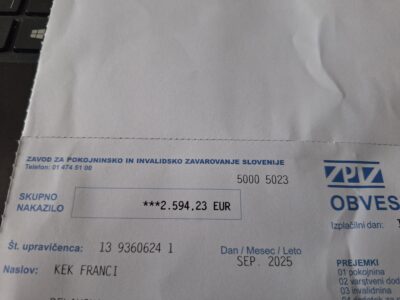 ZAVOD ZA POKOJNINSKO IN INVALIDSKO ZAVAROVANJE SLOVENIJE
Telefon: 01 474 51 00
5000 5023
ZPIZ
SKUPNO
NAKAZILO
***2.594,23 EUR
OBVES
Izplačilni dan:
Št. upravičenca: 13 9360624 1
Dan / Mesec / Leto
SEP. 2025
Naslov: KEK FRANCI
PREJEMKI
01 pokojnina
02 varstveni dod
03 invalidnina